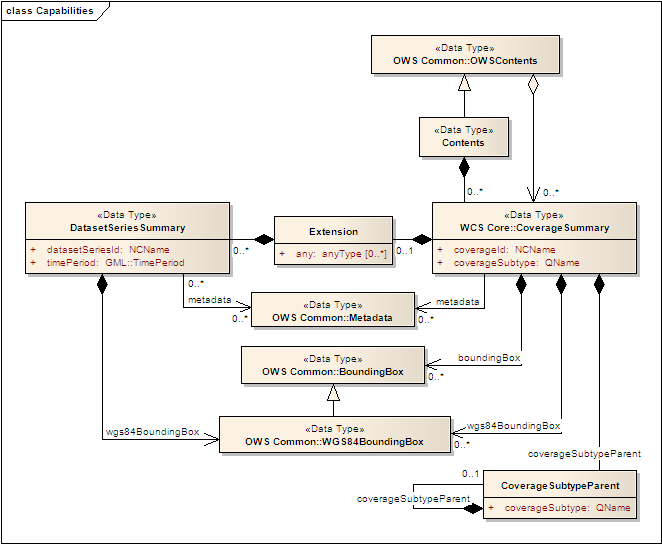 class Capabilities
«Data Type»
OWS Common::OWSContents
«Data Type»
Contents
0..*
0..*
«Data Type»
DatasetSeriesSummary
+ datasetSeriesId: NCName
+ timePeriod: GML::TimePeriod
0..*
Extension
+ any: anyType [0..*]
0..1
«Data Type»
WCS Core::CoverageSummary
+ coverageId: NCName
+ coverageSubtype: QName
0..*
metadata
0..*
«Data Type»
OWS Common::Metadata
metadata
0..*
«Data Type»
OWS Common::BoundingBox
boundingBox
0..*
«Data Type»
OWS Common::WGS84BoundingBox
wgs84BoundingBox
wgs84BoundingBox
0..*
coverageSubtypeParent
0..1
coverageSubtypeParent
CoverageSubtypeParent
+ coverageSubtype: QName